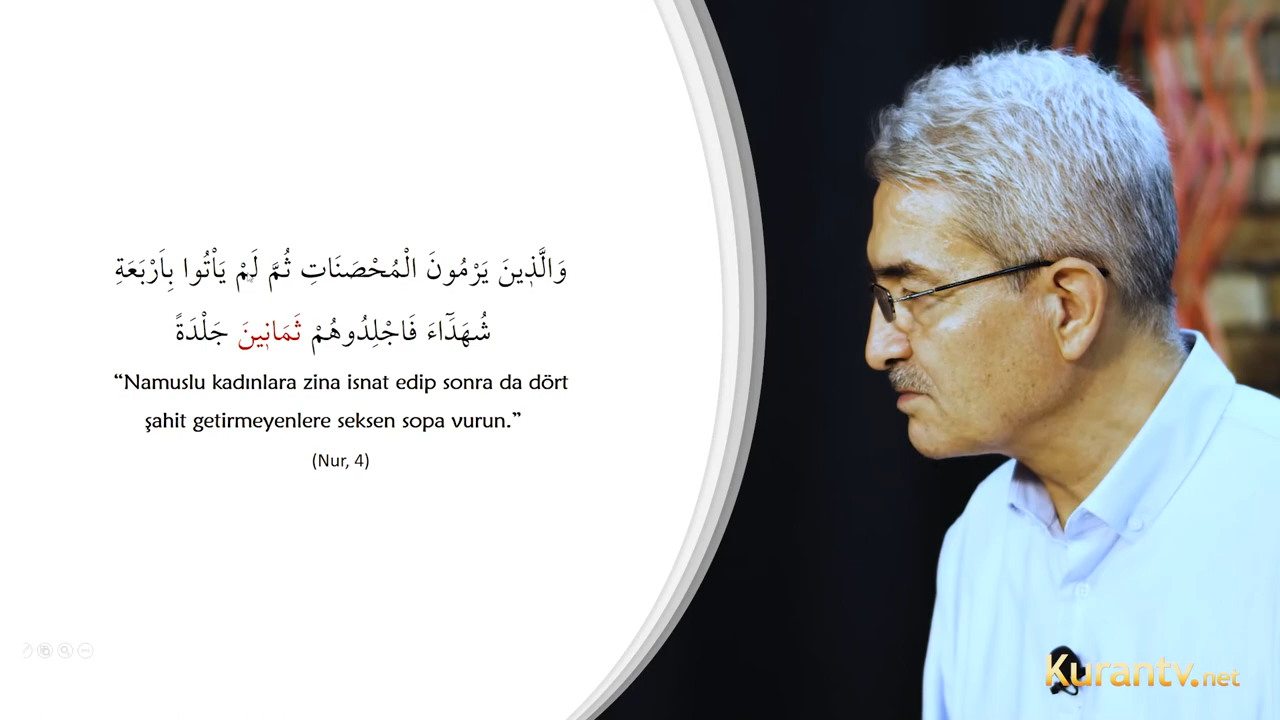 وَالَّذ۪ينَ يَرْمُونَ الْمُحْصَنَاتِ ثُمَّ لَمْ يَأْتُوا بِاَرْبَعَةِ
شُهَدَٓاءَ فَاجْلِدُوهُمْ ثَمَان۪ينَ جَلْدَةً
“Namuslu kadınlara zina isnat edip sonra da dört
şahit getirmeyenlere seksen sopa vurun.”
(Nur, 4)
Kurantv.net